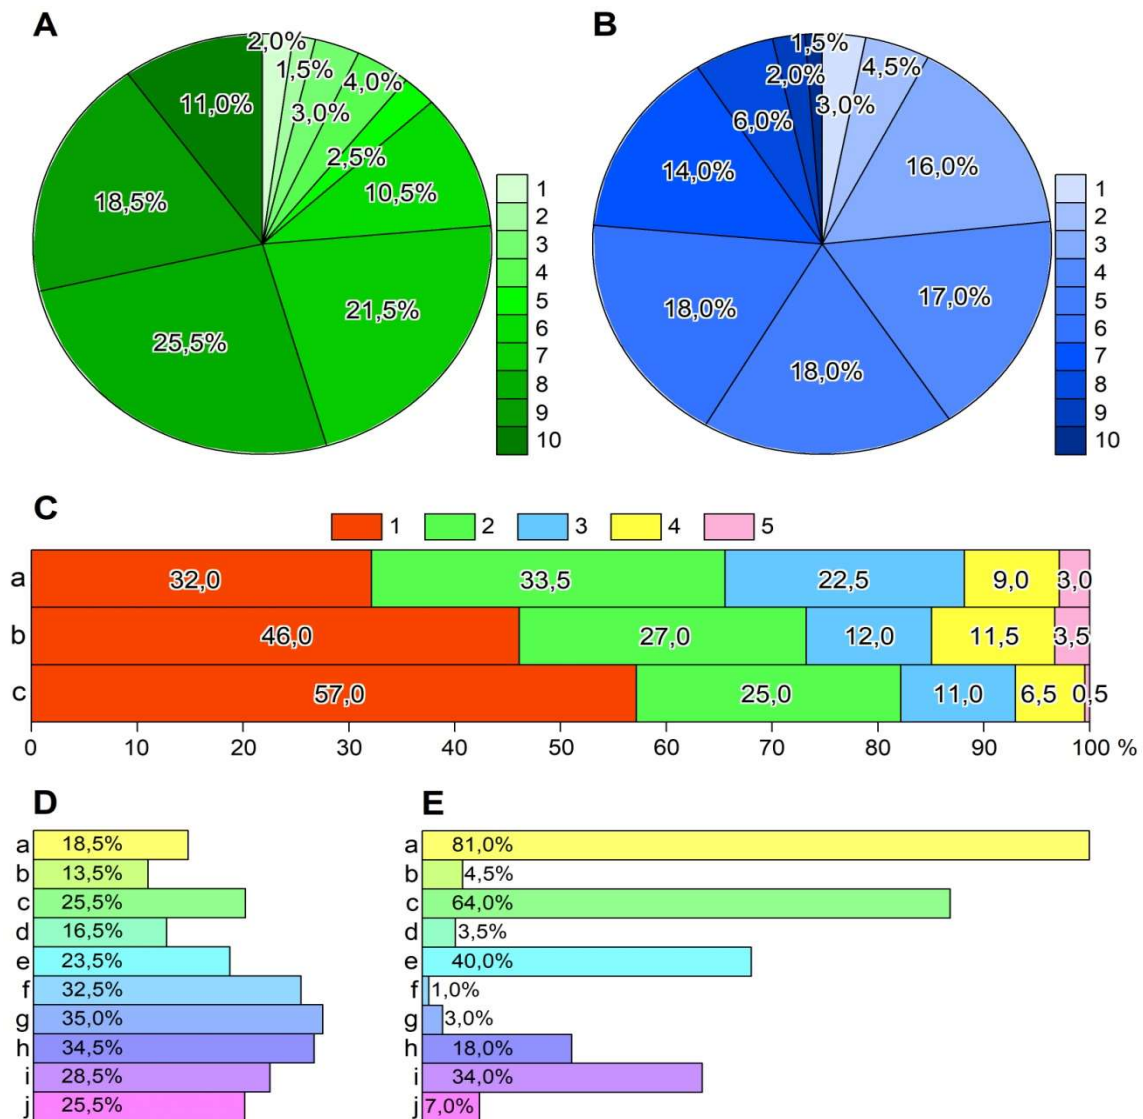 A
2,0%
1,5%
3,0%
4,0%
2,5%
10,5%
21,5%
25,5%
18,5%
11,0%
1
2
3
4
5
6
7
8
9
10
B
1,5%
2,0%
3,0%
4,5%
16,0%
17,0%
18,0%
18,0%
14,0%
6,0%
1
2
3
4
5
6
7
8
9
10
C
1 2 3 4 5
a 32,0 33,5 22,5 9,0 3,0
b 46,0 27,0 12,0 11,5 3,5
c 57,0 25,0 11,0 6,5 0,5
0 10 20 30 40 50 60 70 80 90 100 %
D
a 18,5%
b 13,5%
c 25,5%
d 16,5%
e 23,5%
f 32,5%
g 35,0%
h 34,5%
i 28,5%
j 25,5%
E
a 81,0%
b 4,5%
c 64,0%
d 3,5%
e 40,0%
f 1,0%
g 3,0%
h 18,0%
i 34,0%
j 7,0%